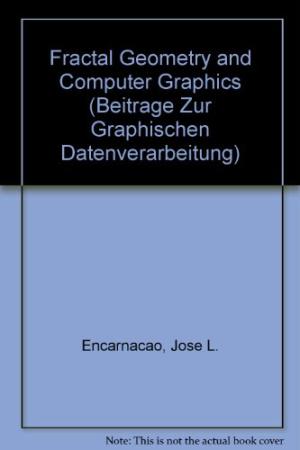 Fractal Geometry and
Computer Graphics
(Beitrage Zur
Graphischen
Datenverarbeitung)
Encarnacao, Jose L.
Note: This is not the actual book cover